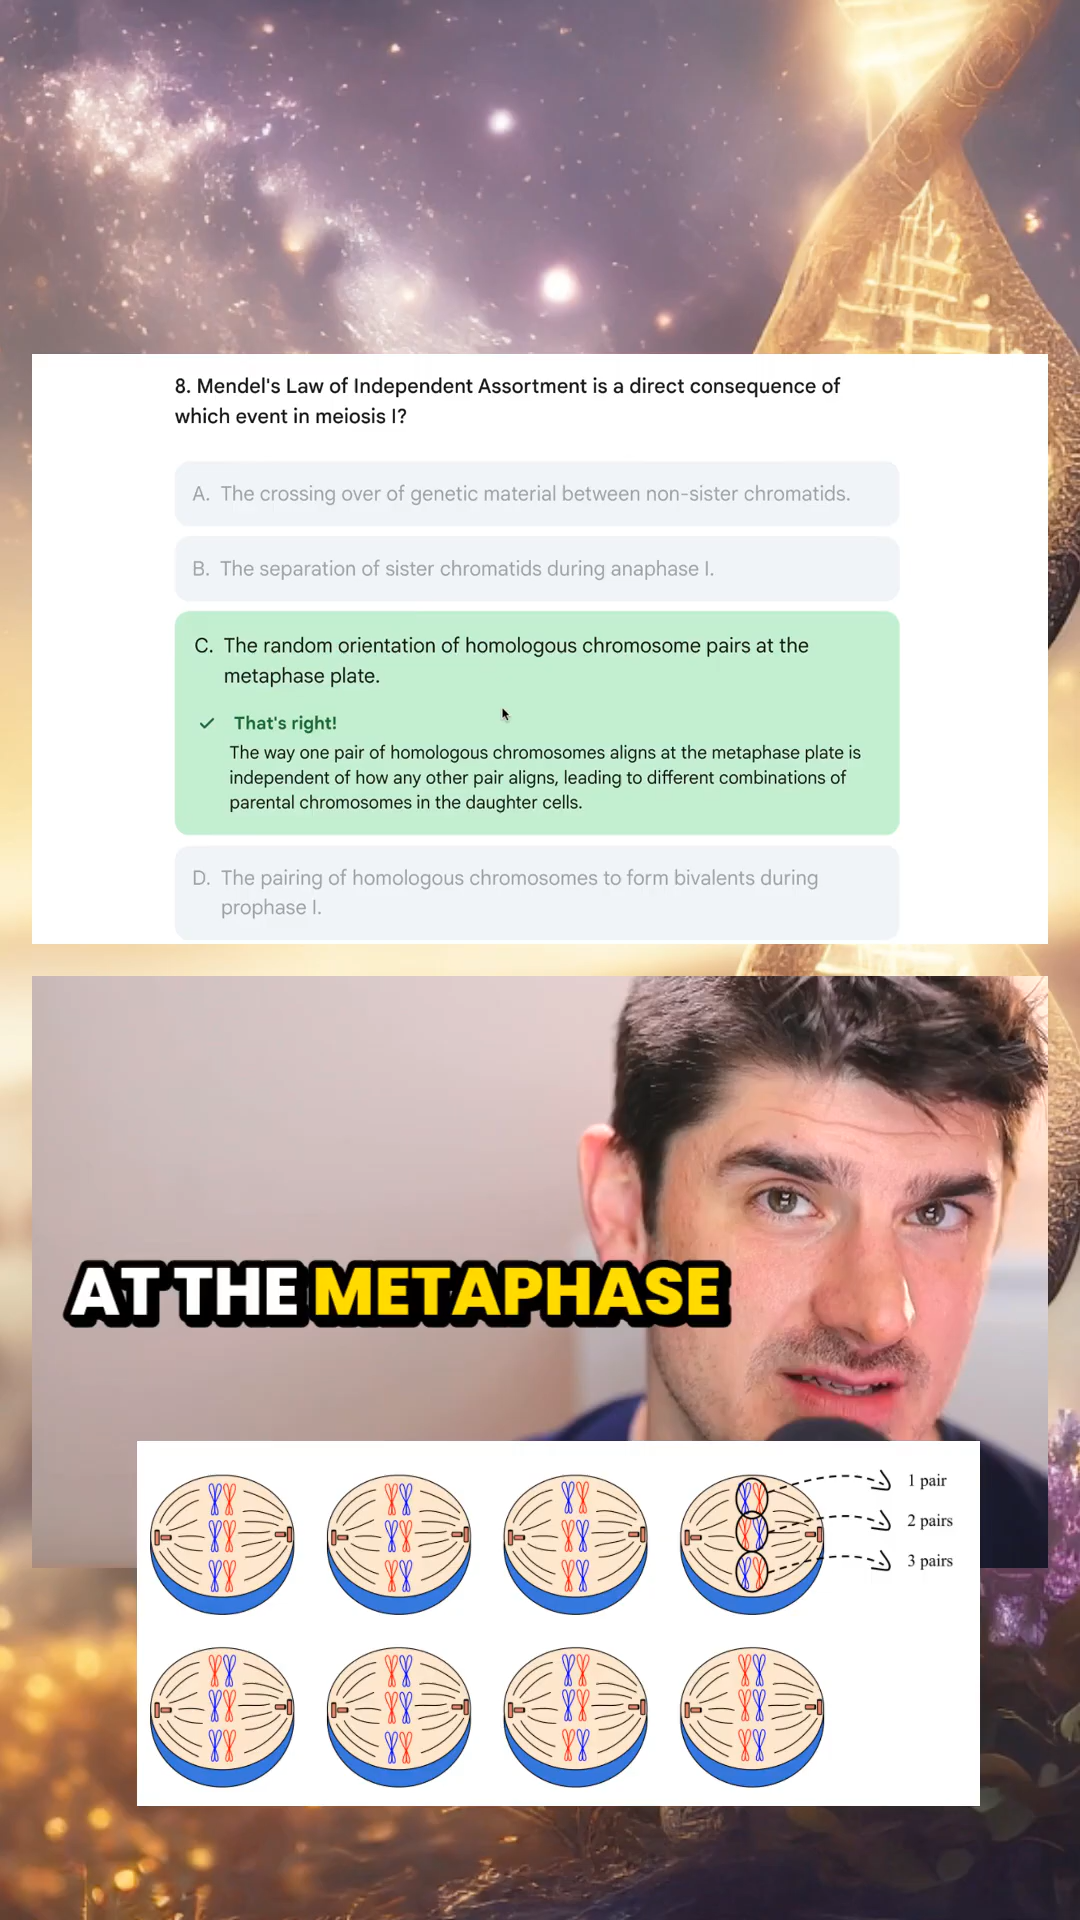 8. Mendel's Law of Independent Assortment is a direct consequence of
which event in meiosis I?
A. The crossing over of genetic material between non-sister chromatids.
B. The separation of sister chromatids during anaphase I.
C. The random orientation of homologous chromosome pairs at the
metaphase plate.
That's right!
The way one pair of homologous chromosomes aligns at the metaphase plate is
independent of how any other pair aligns, leading to different combinations of
parental chromosomes in the daughter cells.
D. The pairing of homologous chromosomes to form bivalents during
prophase I.
AT THE METAPHASE
1 pair
2 pairs
3 pairs